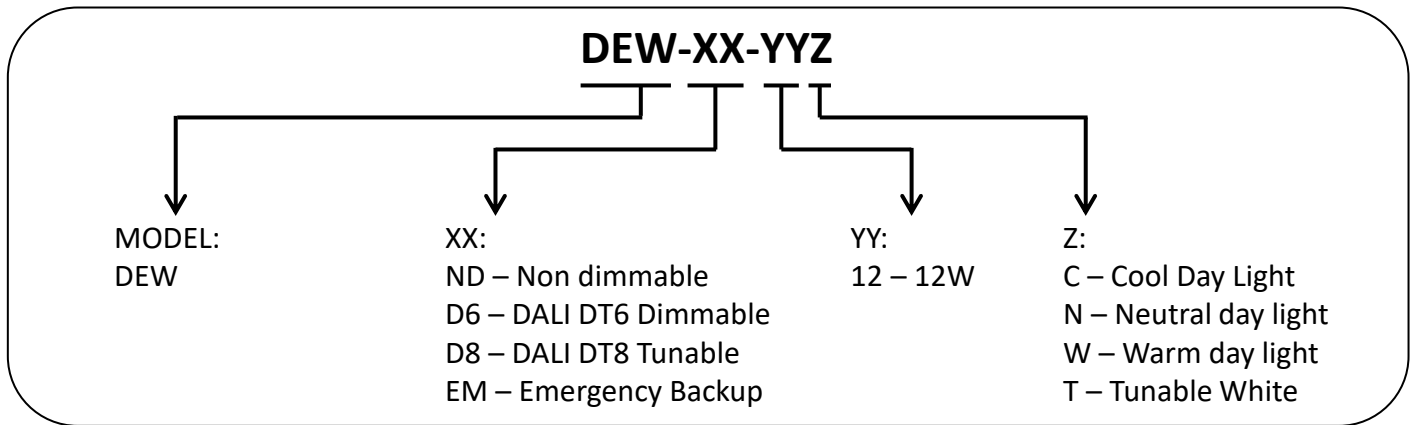 DEW-XX-YYZ
MODEL:
DEW
XX:
ND – Non dimmable
D6 – DALI DT6 Dimmable
D8 – DALI DT8 Tunable
EM – Emergency Backup
YY:
12 – 12W
Z:
C – Cool Day Light
N – Neutral day light
W – Warm day light
T – Tunable White